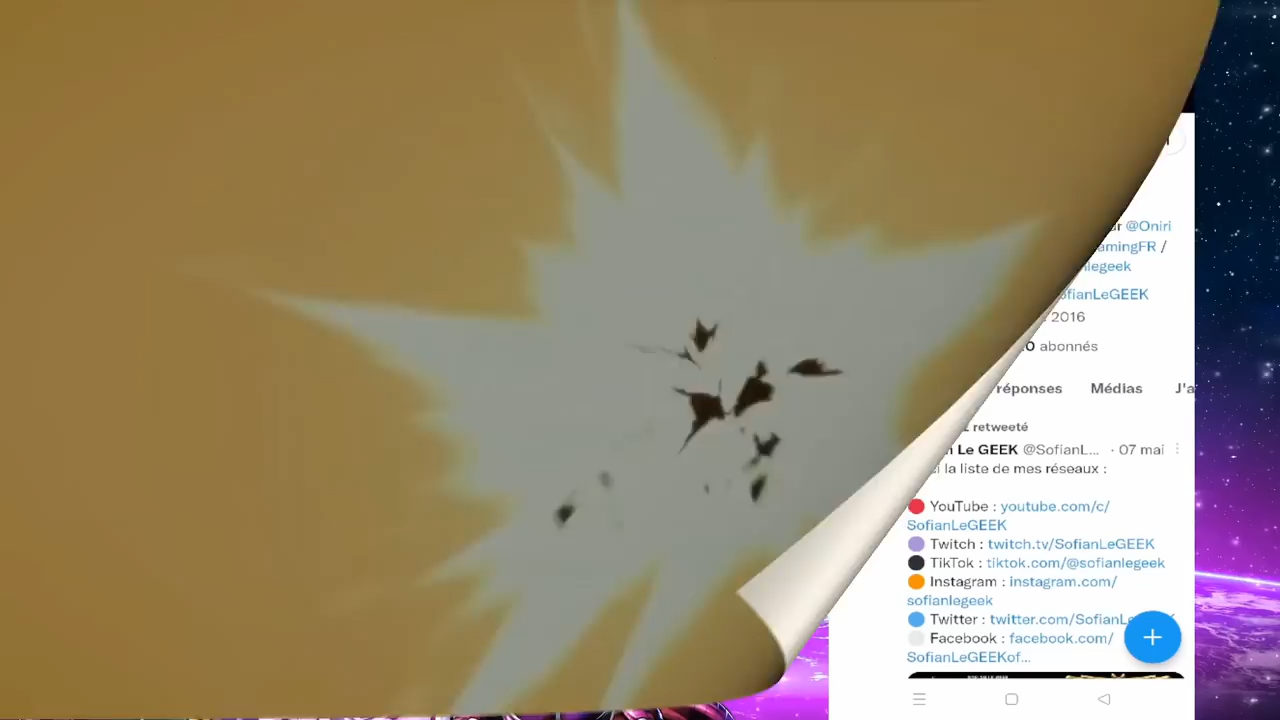 @Oniri
amingFR /
legeek
ofianLeGEEK
2016
abonnés
réponses Médias J'a
retweeté
Le GEEK @SofianL... · 07 mai
la liste de mes réseaux :
YouTube : youtube.com/c/
SofianLeGEEK
Twitch : twitch.tv/SofianLeGEEK
TikTok : tiktok.com/@sofianlegeek
Instagram : instagram.com/
sofianlegeek
Twitter : twitter.com/SofianLe
Facebook : facebook.com/
SofianLeGEEKof...